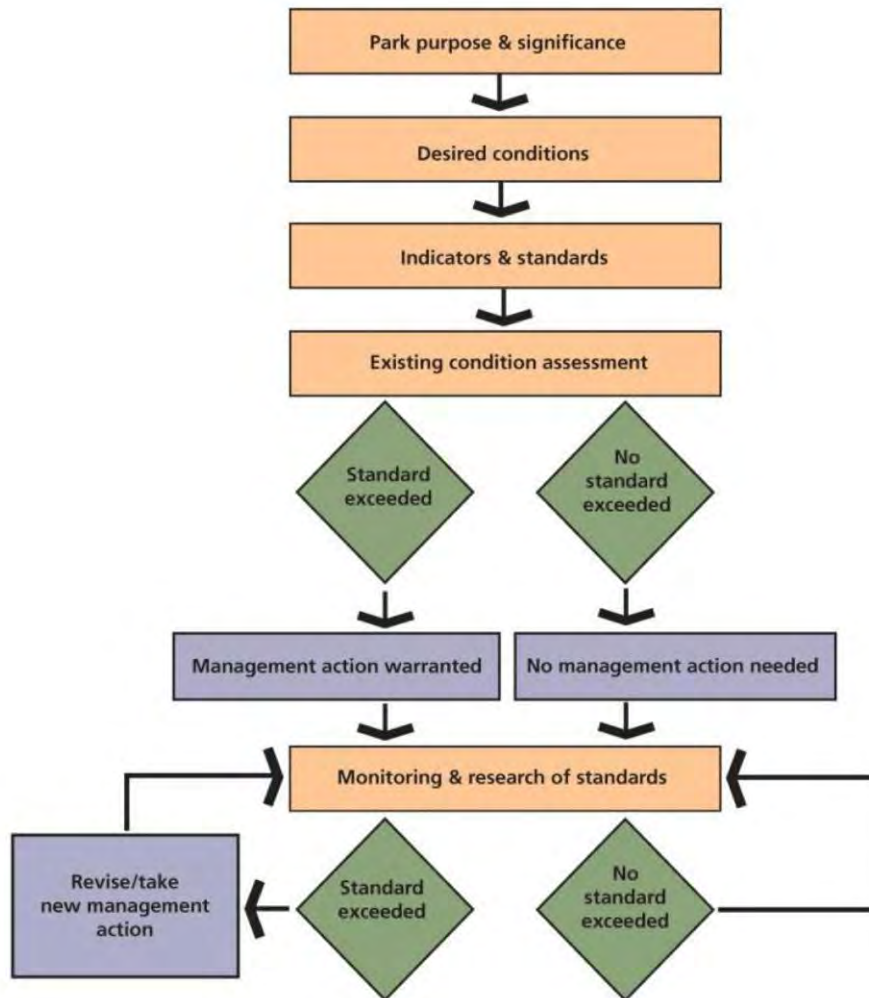 Park purpose & significance
Desired conditions
Indicators & standards
Existing condition assessment
Standard
exceeded
No
standard
exceeded
Management action warranted
No management action needed
Monitoring & research of standards
Revise/take
new management
action
Standard
exceeded
No
standard
exceeded